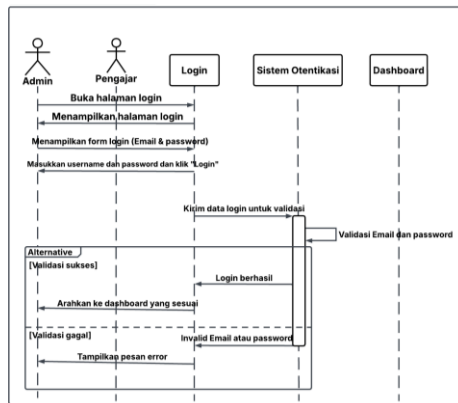 Admin
Pengajar
Login
Sistem Otentikasi
Dashboard
Buka halaman login
Menampilkan halaman login
Menampilkan form login (Email & password)
Masukkan username dan password dan klik "Login"
Kirim data login untuk validasi
Validasi Email dan password
Alternative
[Validasi sukses]
Login berhasil
Arahkan ke dashboard yang sesuai
[Validasi gagal]
Invalid Email atau password
Tampilkan pesan error